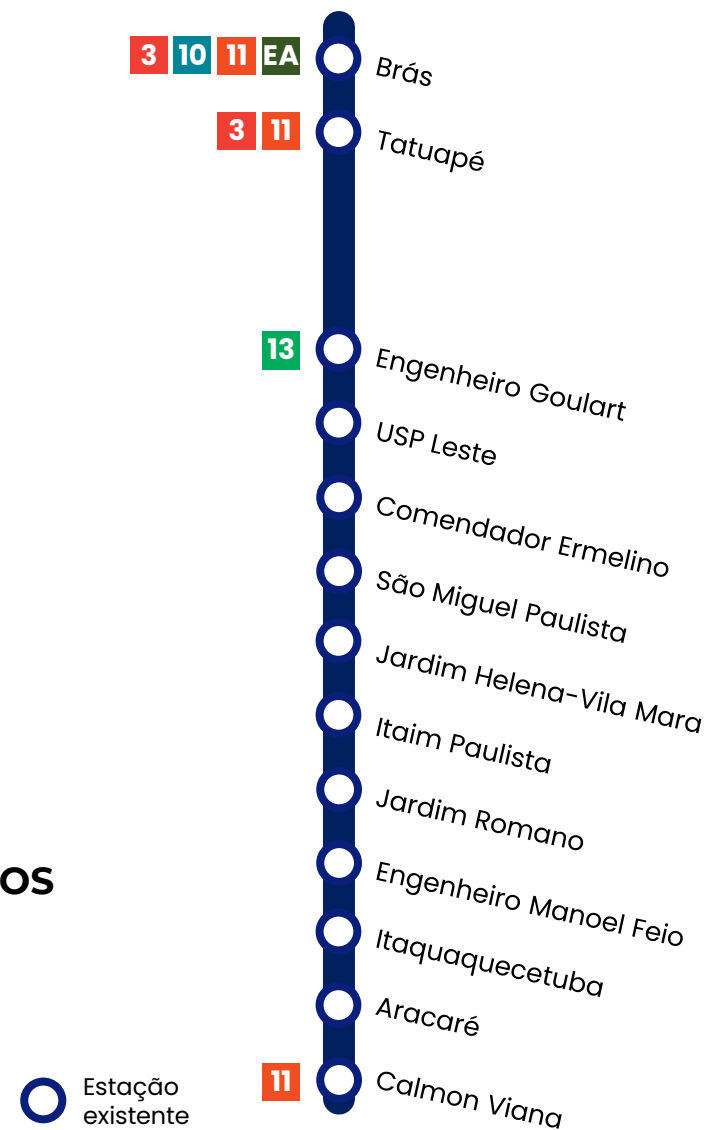 3 10 11 EA Brás
3 11 Tatuapé
13 Engenheiro Goulart
USP Leste
Comendador Ermelino
São Miguel Paulista
Jardim Helena-Vila Mara
Itaim Paulista
Jardim Romano
OS
Engenheiro Manoel Feio
Itaquaquecetuba
Aracaré
11 Calmon Viana
Estação
existente